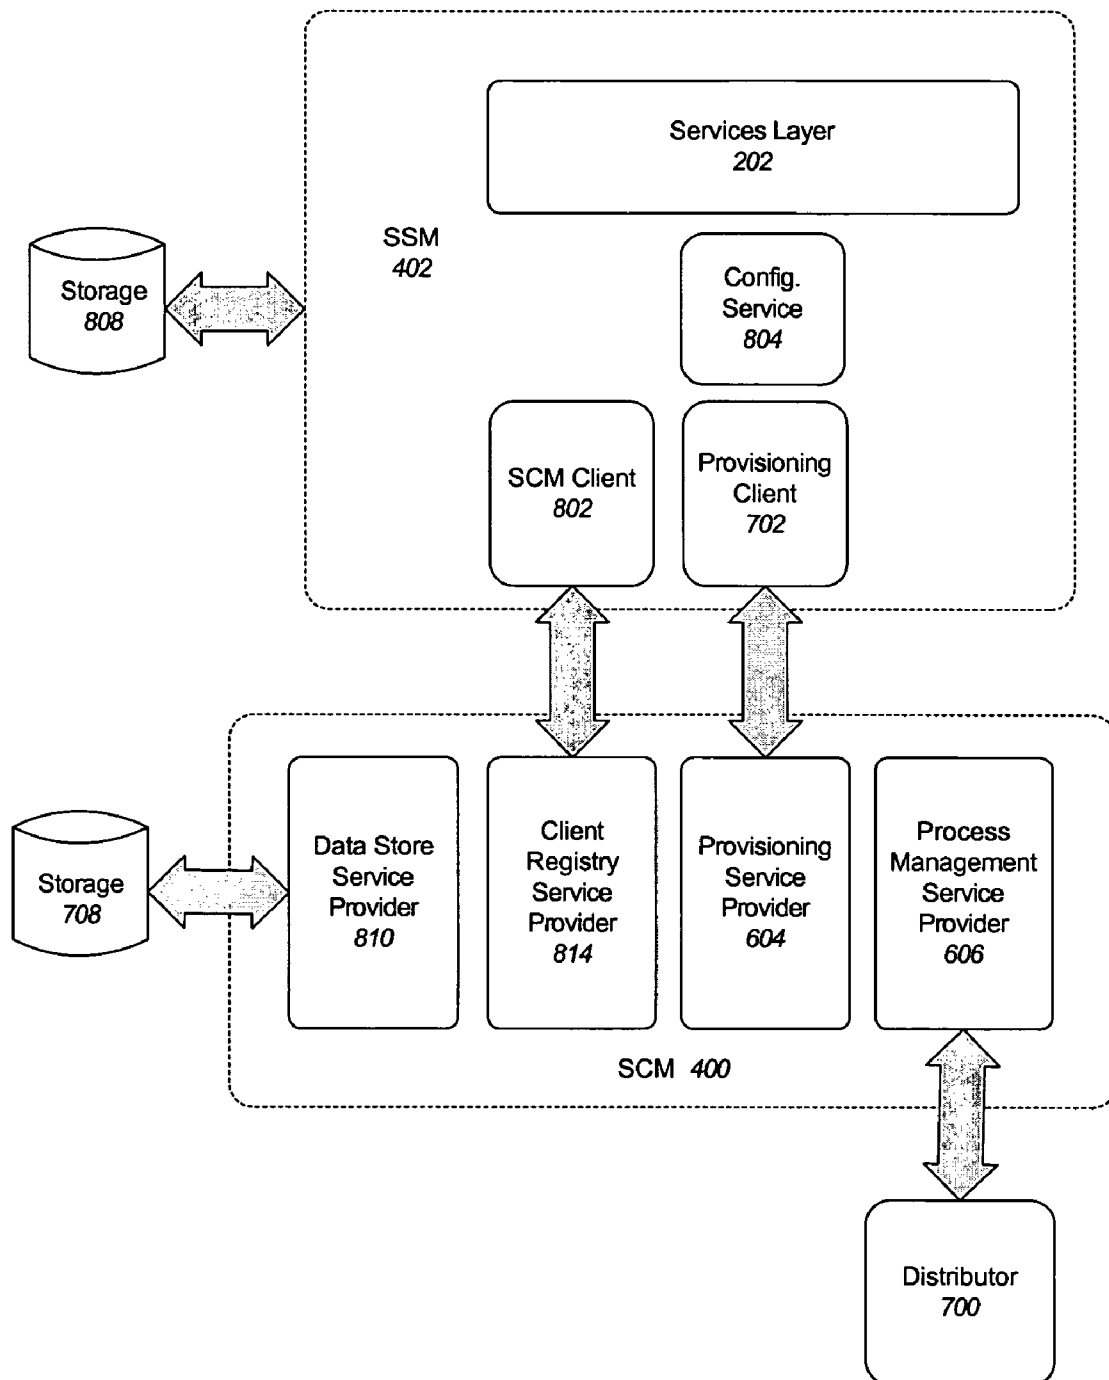 Services Layer
202
SSM
402
Storage
808
Config.
Service
804
SCM Client
802
Provisioning
Client
702
Storage
708
Data Store
Service
Provider
810
Client
Registry
Service
Provider
814
Provisioning
Service
Provider
604
Process
Management
Service
Provider
606
SCM 400
Distributor
700